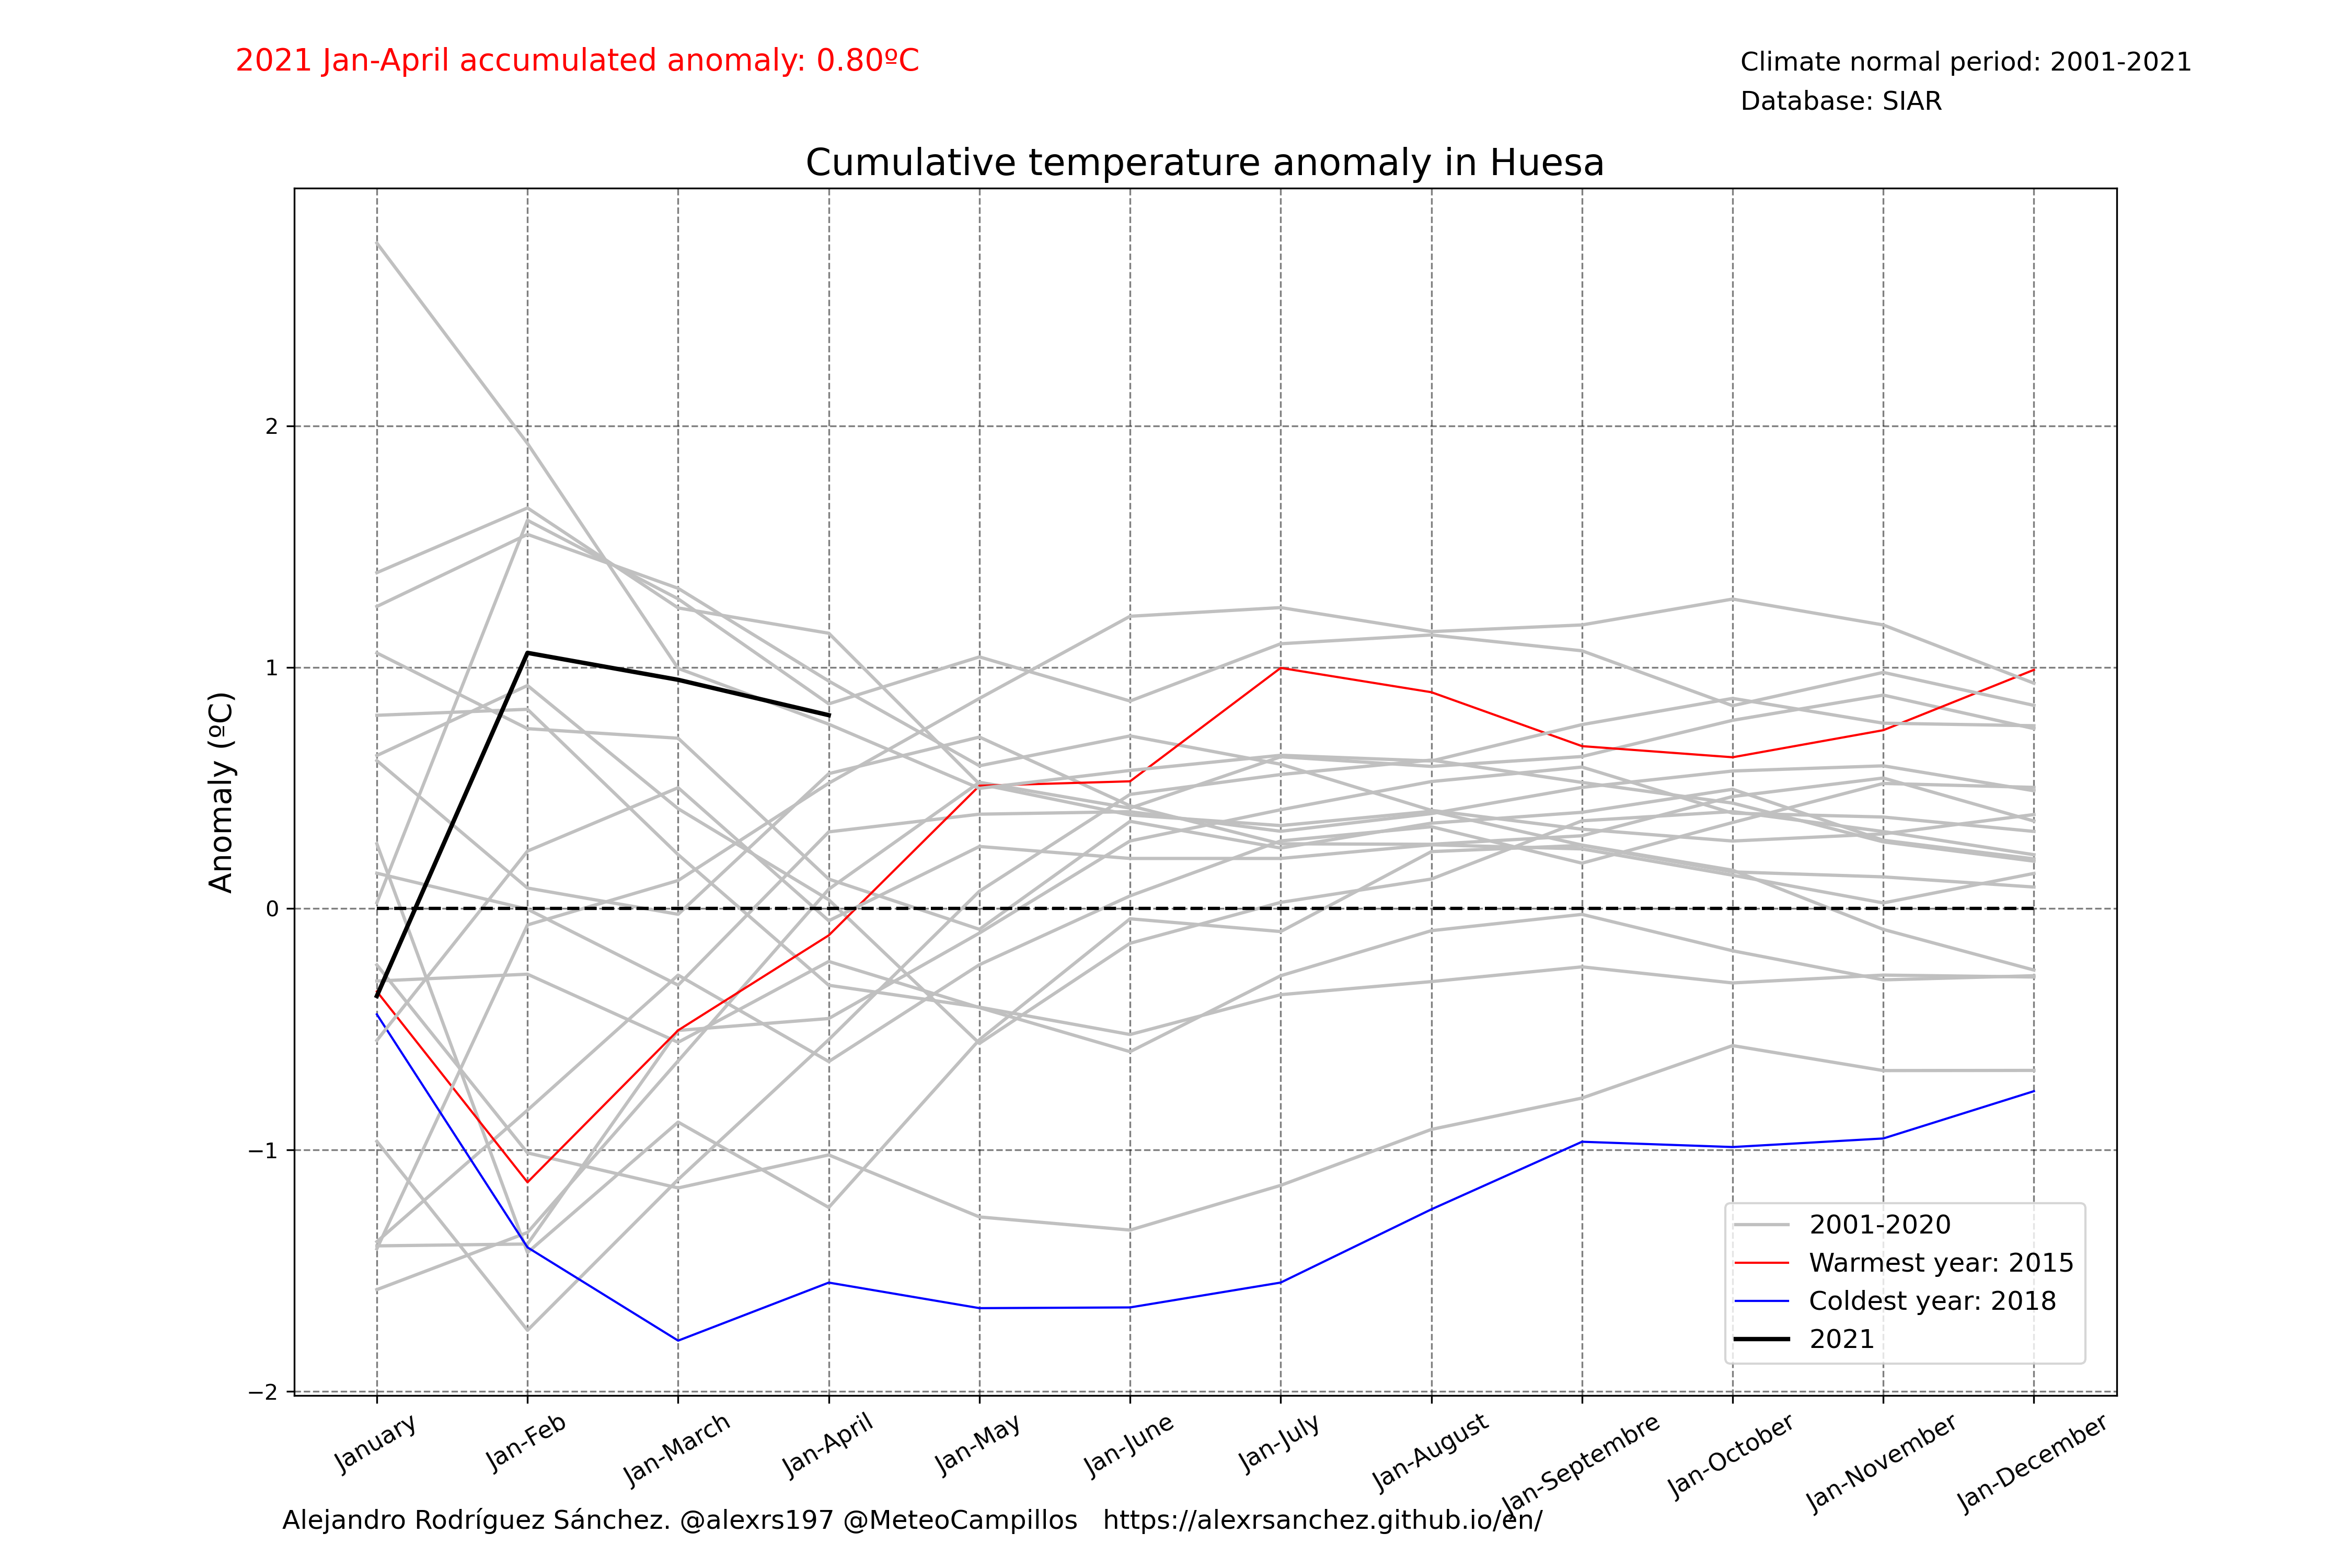 2021 Jan-April accumulated anomaly: 0.80ºC
Climate normal period: 2001-2021
Database: SIAR
Cumulative temperature anomaly in Huesa
Anomaly (ºC)
2
1
0
−1
−2
2001-2020
Warmest year: 2015
Coldest year: 2018
2021
January
Jan-Feb
Jan-March
Jan-April
Jan-May
Jan-June
Jan-July
Jan-August
Jan-Septembre
Jan-October
Jan-November
Jan-December
Alejandro Rodríguez Sánchez. @alexrs197 @MeteoCampillos https://alexrsanchez.github.io/en/